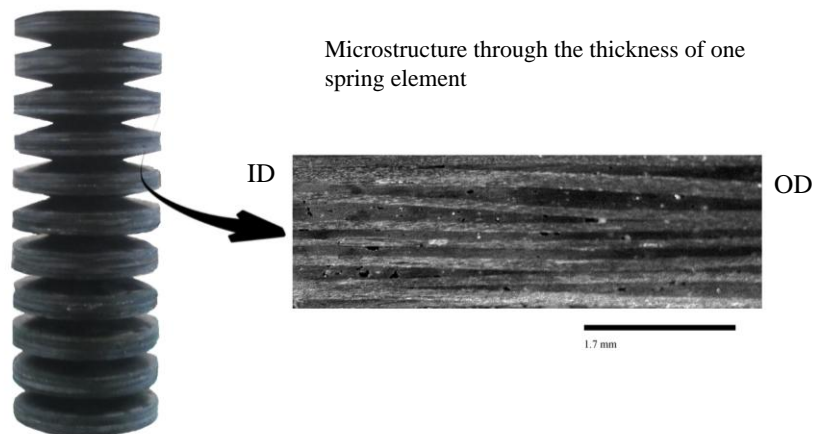 Microstructure through the thickness of one
spring element
ID
OD
1.7 mm